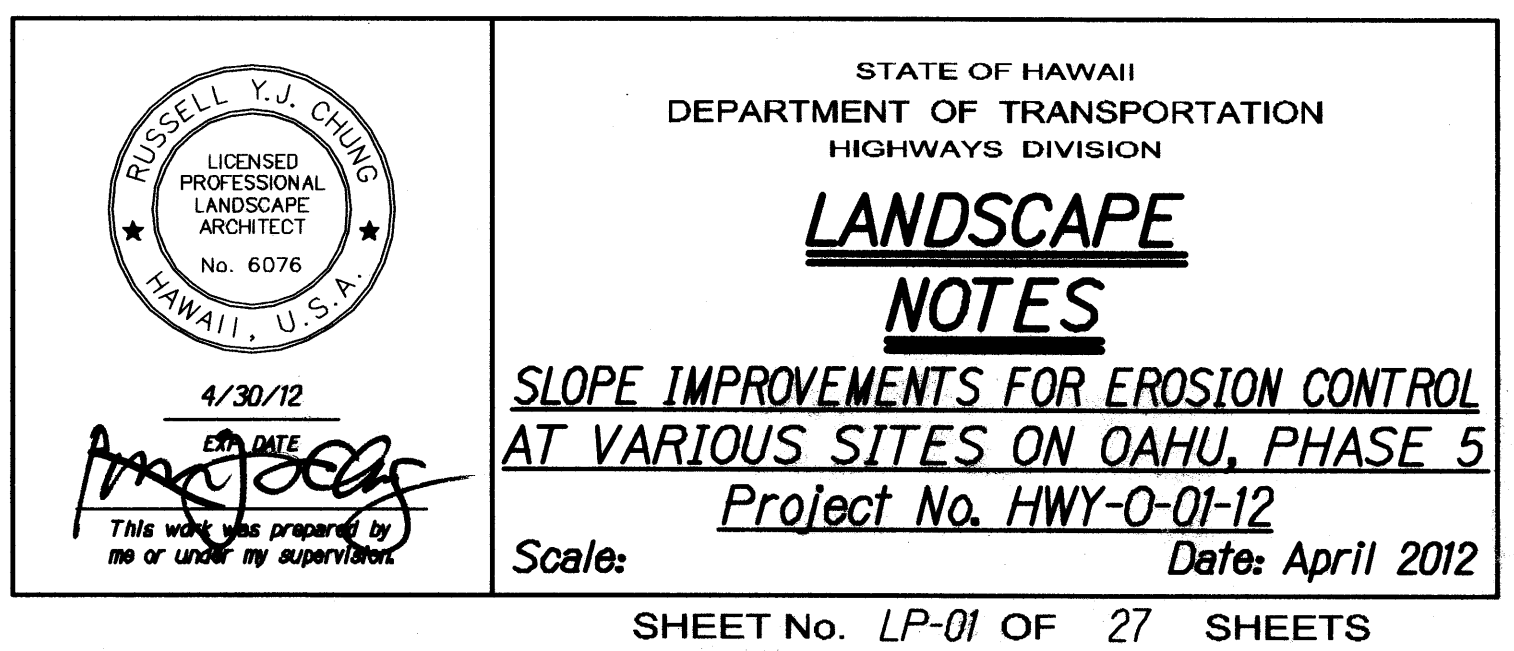 RUSSELL Y.J. CHUNG
LICENSED
PROFESSIONAL
LANDSCAPE
ARCHITECT
No. 6076
HAWAII, U.S.A.
4/30/12
EXP. DATE
This work was prepared by
me or under my supervision.
STATE OF HAWAII
DEPARTMENT OF TRANSPORTATION
HIGHWAYS DIVISION
LANDSCAPE
NOTES
SLOPE IMPROVEMENTS FOR EROSION CONTROL
AT VARIOUS SITES ON OAHU, PHASE 5
Project No. HWY-O-01-12
Scale: Date: April 2012
SHEET No. LP-01 OF 27 SHEETS